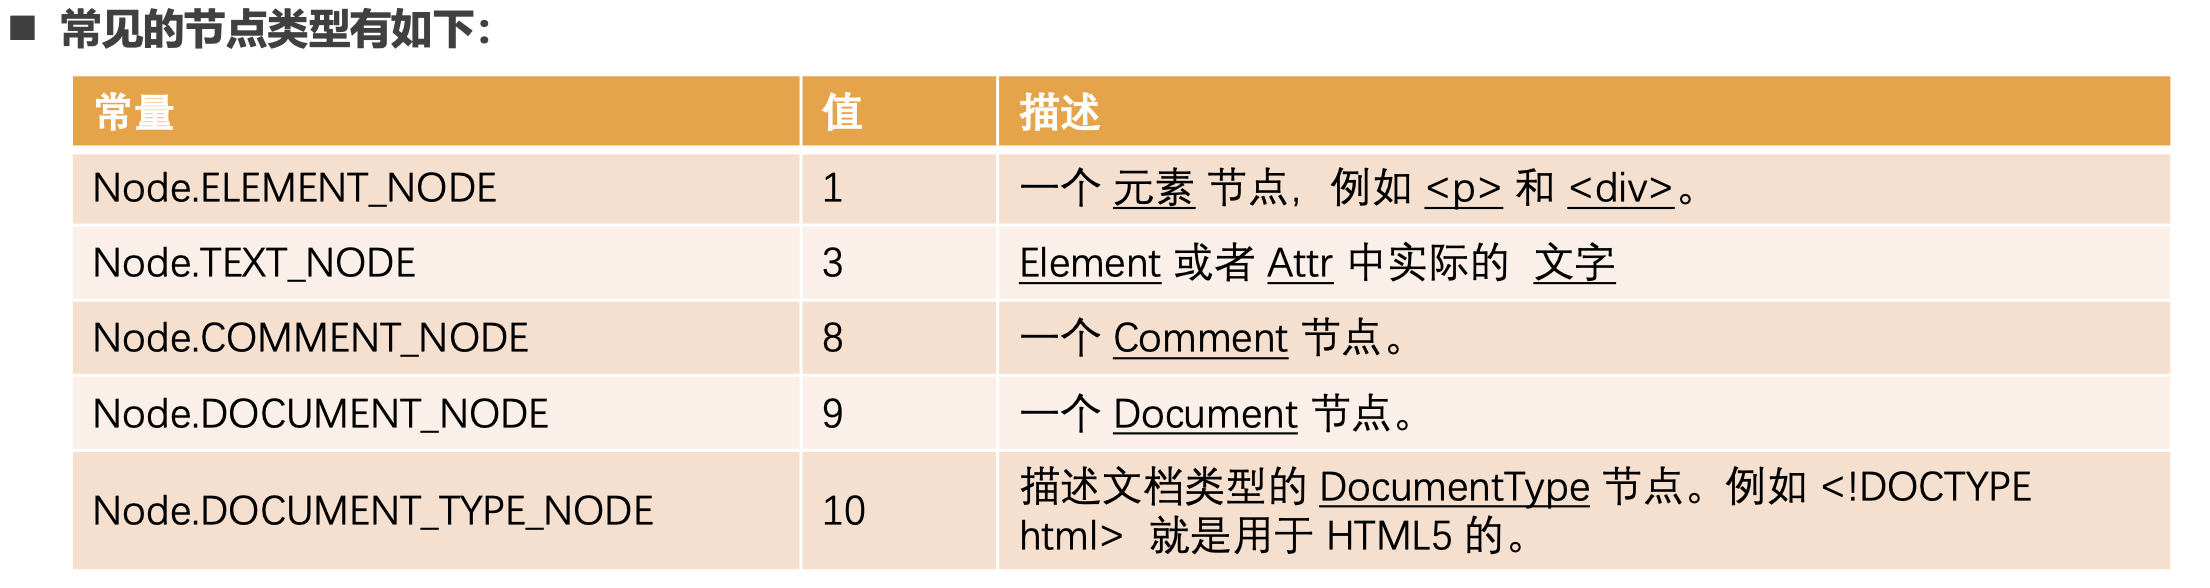 ■ 常见的节点类型有如下：
常量 值 描述
Node.ELEMENT_NODE 1 一个 元素 节点，例如 <p> 和 <div>。
Node.TEXT_NODE 3 Element 或者 Attr 中实际的 文字
Node.COMMENT_NODE 8 一个 Comment 节点。
Node.DOCUMENT_NODE 9 一个 Document 节点。
Node.DOCUMENT_TYPE_NODE 10 描述文档类型的 DocumentType 节点。例如 <!DOCTYPE
html> 就是用于 HTML5 的。